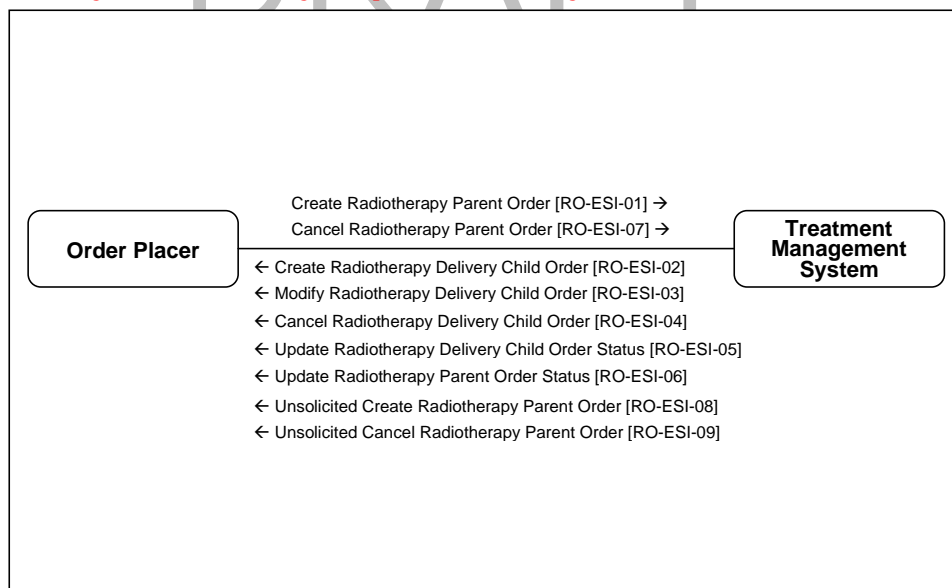 Create Radiotherapy Parent Order [RO-ESI-01] →
Cancel Radiotherapy Parent Order [RO-ESI-07] →
Order Placer
Treatment
Management
System
← Create Radiotherapy Delivery Child Order [RO-ESI-02]
← Modify Radiotherapy Delivery Child Order [RO-ESI-03]
← Cancel Radiotherapy Delivery Child Order [RO-ESI-04]
← Update Radiotherapy Delivery Child Order Status [RO-ESI-05]
← Update Radiotherapy Parent Order Status [RO-ESI-06]
← Unsolicited Create Radiotherapy Parent Order [RO-ESI-08]
← Unsolicited Cancel Radiotherapy Parent Order [RO-ESI-09]